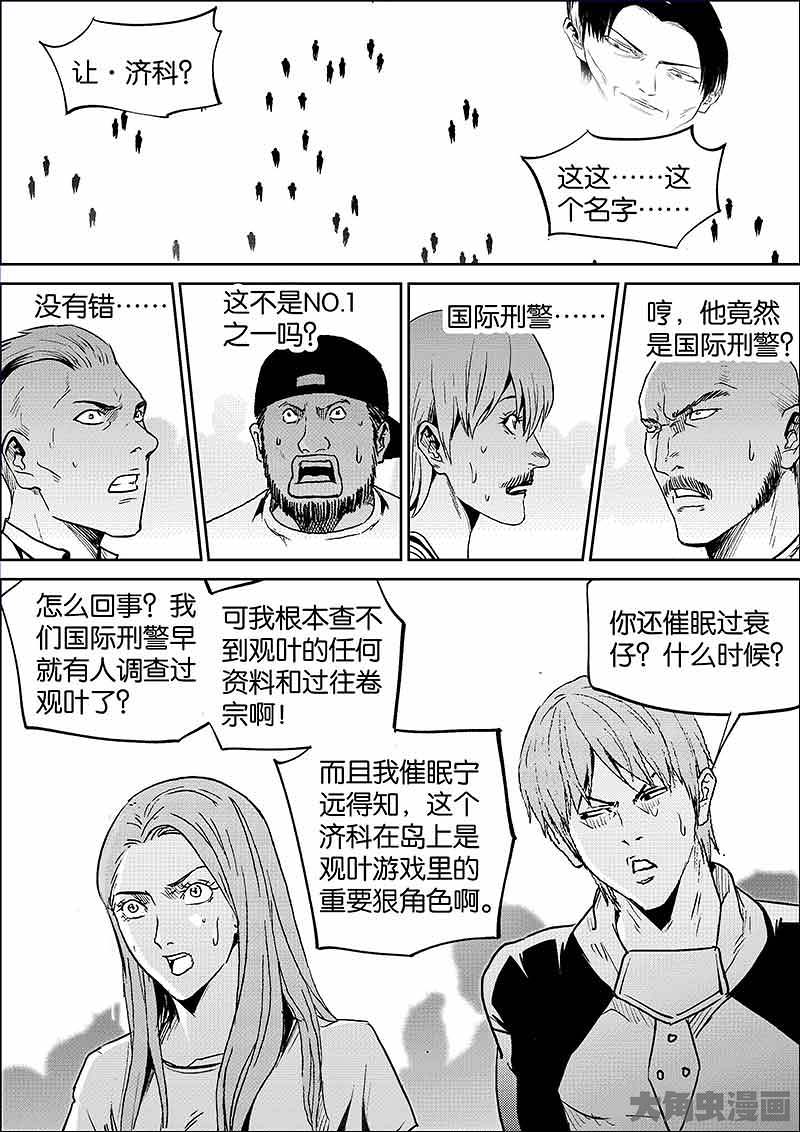 让·济科？
这这……这
个名字……
没有错……
这不是NO.1
之一吗？
国际刑警……
哼，他竟然
是国际刑警？
怎么回事？我
们国际刑警早
就有人调查过
观叶了？
可我根本查不
到观叶的任何
资料和过往卷
宗啊！
而且我催眠宁
远得知，这个
济科在岛上是
观叶游戏里的
重要狠角色啊。
你还催眠过衰
仔？什么时候？
大角虫漫画